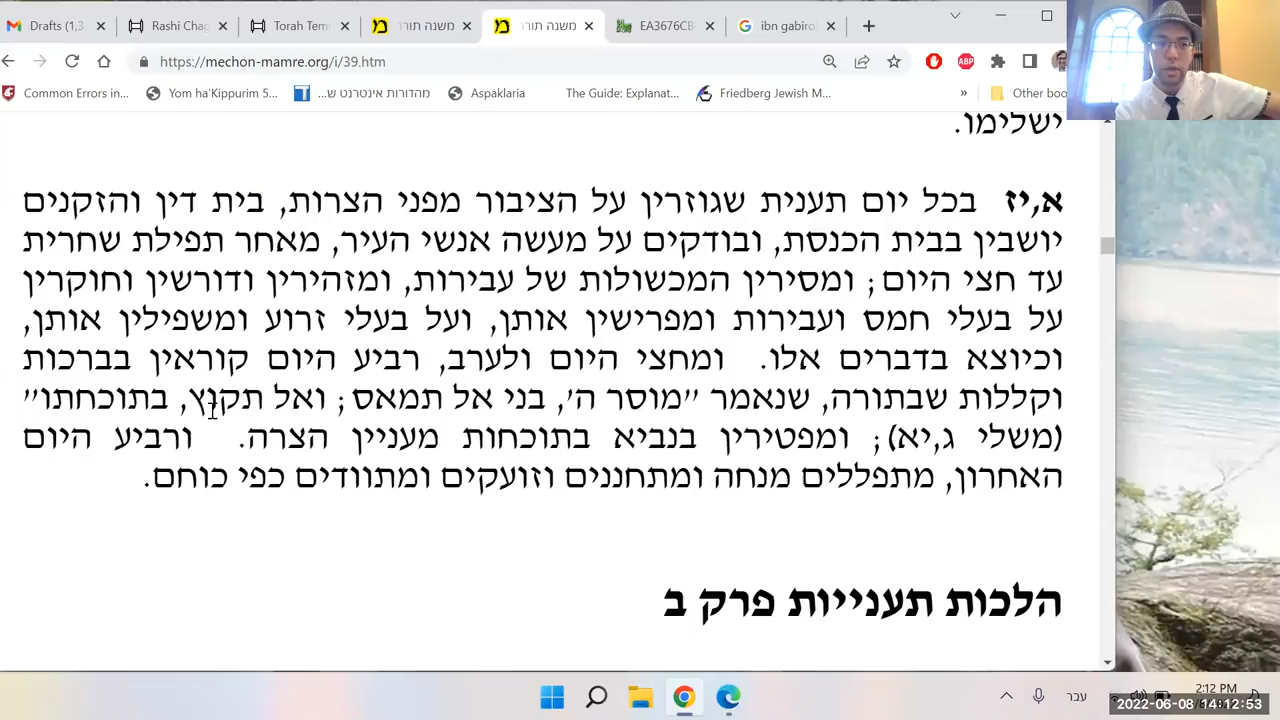 Drafts (1,3
Rashi Chag
Torah Tem
משנה תורה
EA3676CB-
ibn gabiro
https://mechon-mamre.org/i/39.htm
Common Errors in...
Yom ha'Kippurim 5...
מהדורות אינטרנט ש...
Aspaklaria
The Guide: Explanat...
Friedberg Jewish M...
»
Other boo
ישלימו.
א,יז בכל יום תענית שגוזרין על הציבור מפני הצרות, בית דין והזקנים
יושבין בבית הכנסת, ובודקים על מעשה אנשי העיר, מאחר תפילת שחרית
עד חצי היום; ומסירין המכשולות של עבירות, ומזהירין ודורשין וחוקרין
על בעלי חמס ועבירות ומפרישין אותן, ועל בעלי זרוע ומשפילין אותן,
וכיוצא בדברים אלו. ומחצי היום ולערב, רביע היום קוראין בברכות
וקללות שבתורה, שנאמר "מוסר ה', בני אל תמאס; ואל תקוץ, בתוכחתו"
(משלי ג,יא); ומפטירין בנביא בתוכחות מעניין הצרה. ורביע היום
האחרון, מתפללים מנחה ומתחננים וזועקים ומתוודים כפי כוחם.
הלכות תענייות פרק ב
עבר
2:12 PM
2022-06-08 14:12:53